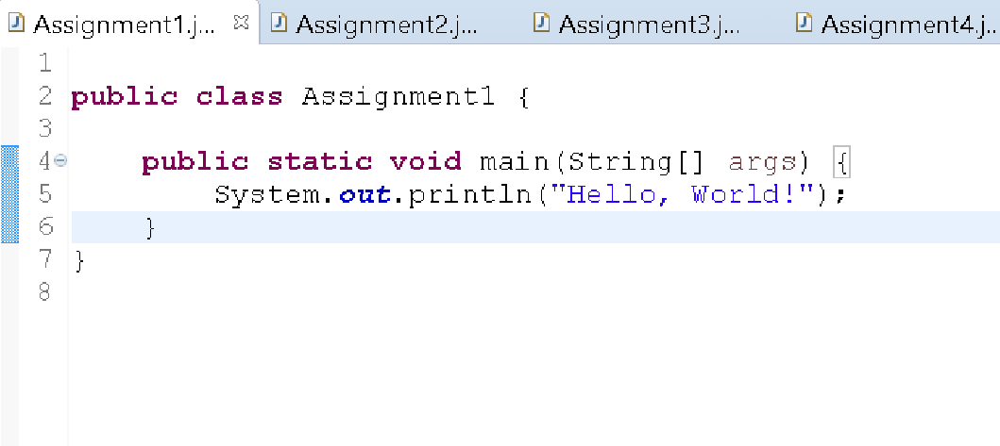 Assignment1.j...
Assignment2.j...
Assignment3.j...
Assignment4.j..
1
2 public class Assignment1 {
3
4     public static void main(String[] args) {
5         System.out.println("Hello, World!");
6     }
7 }
8